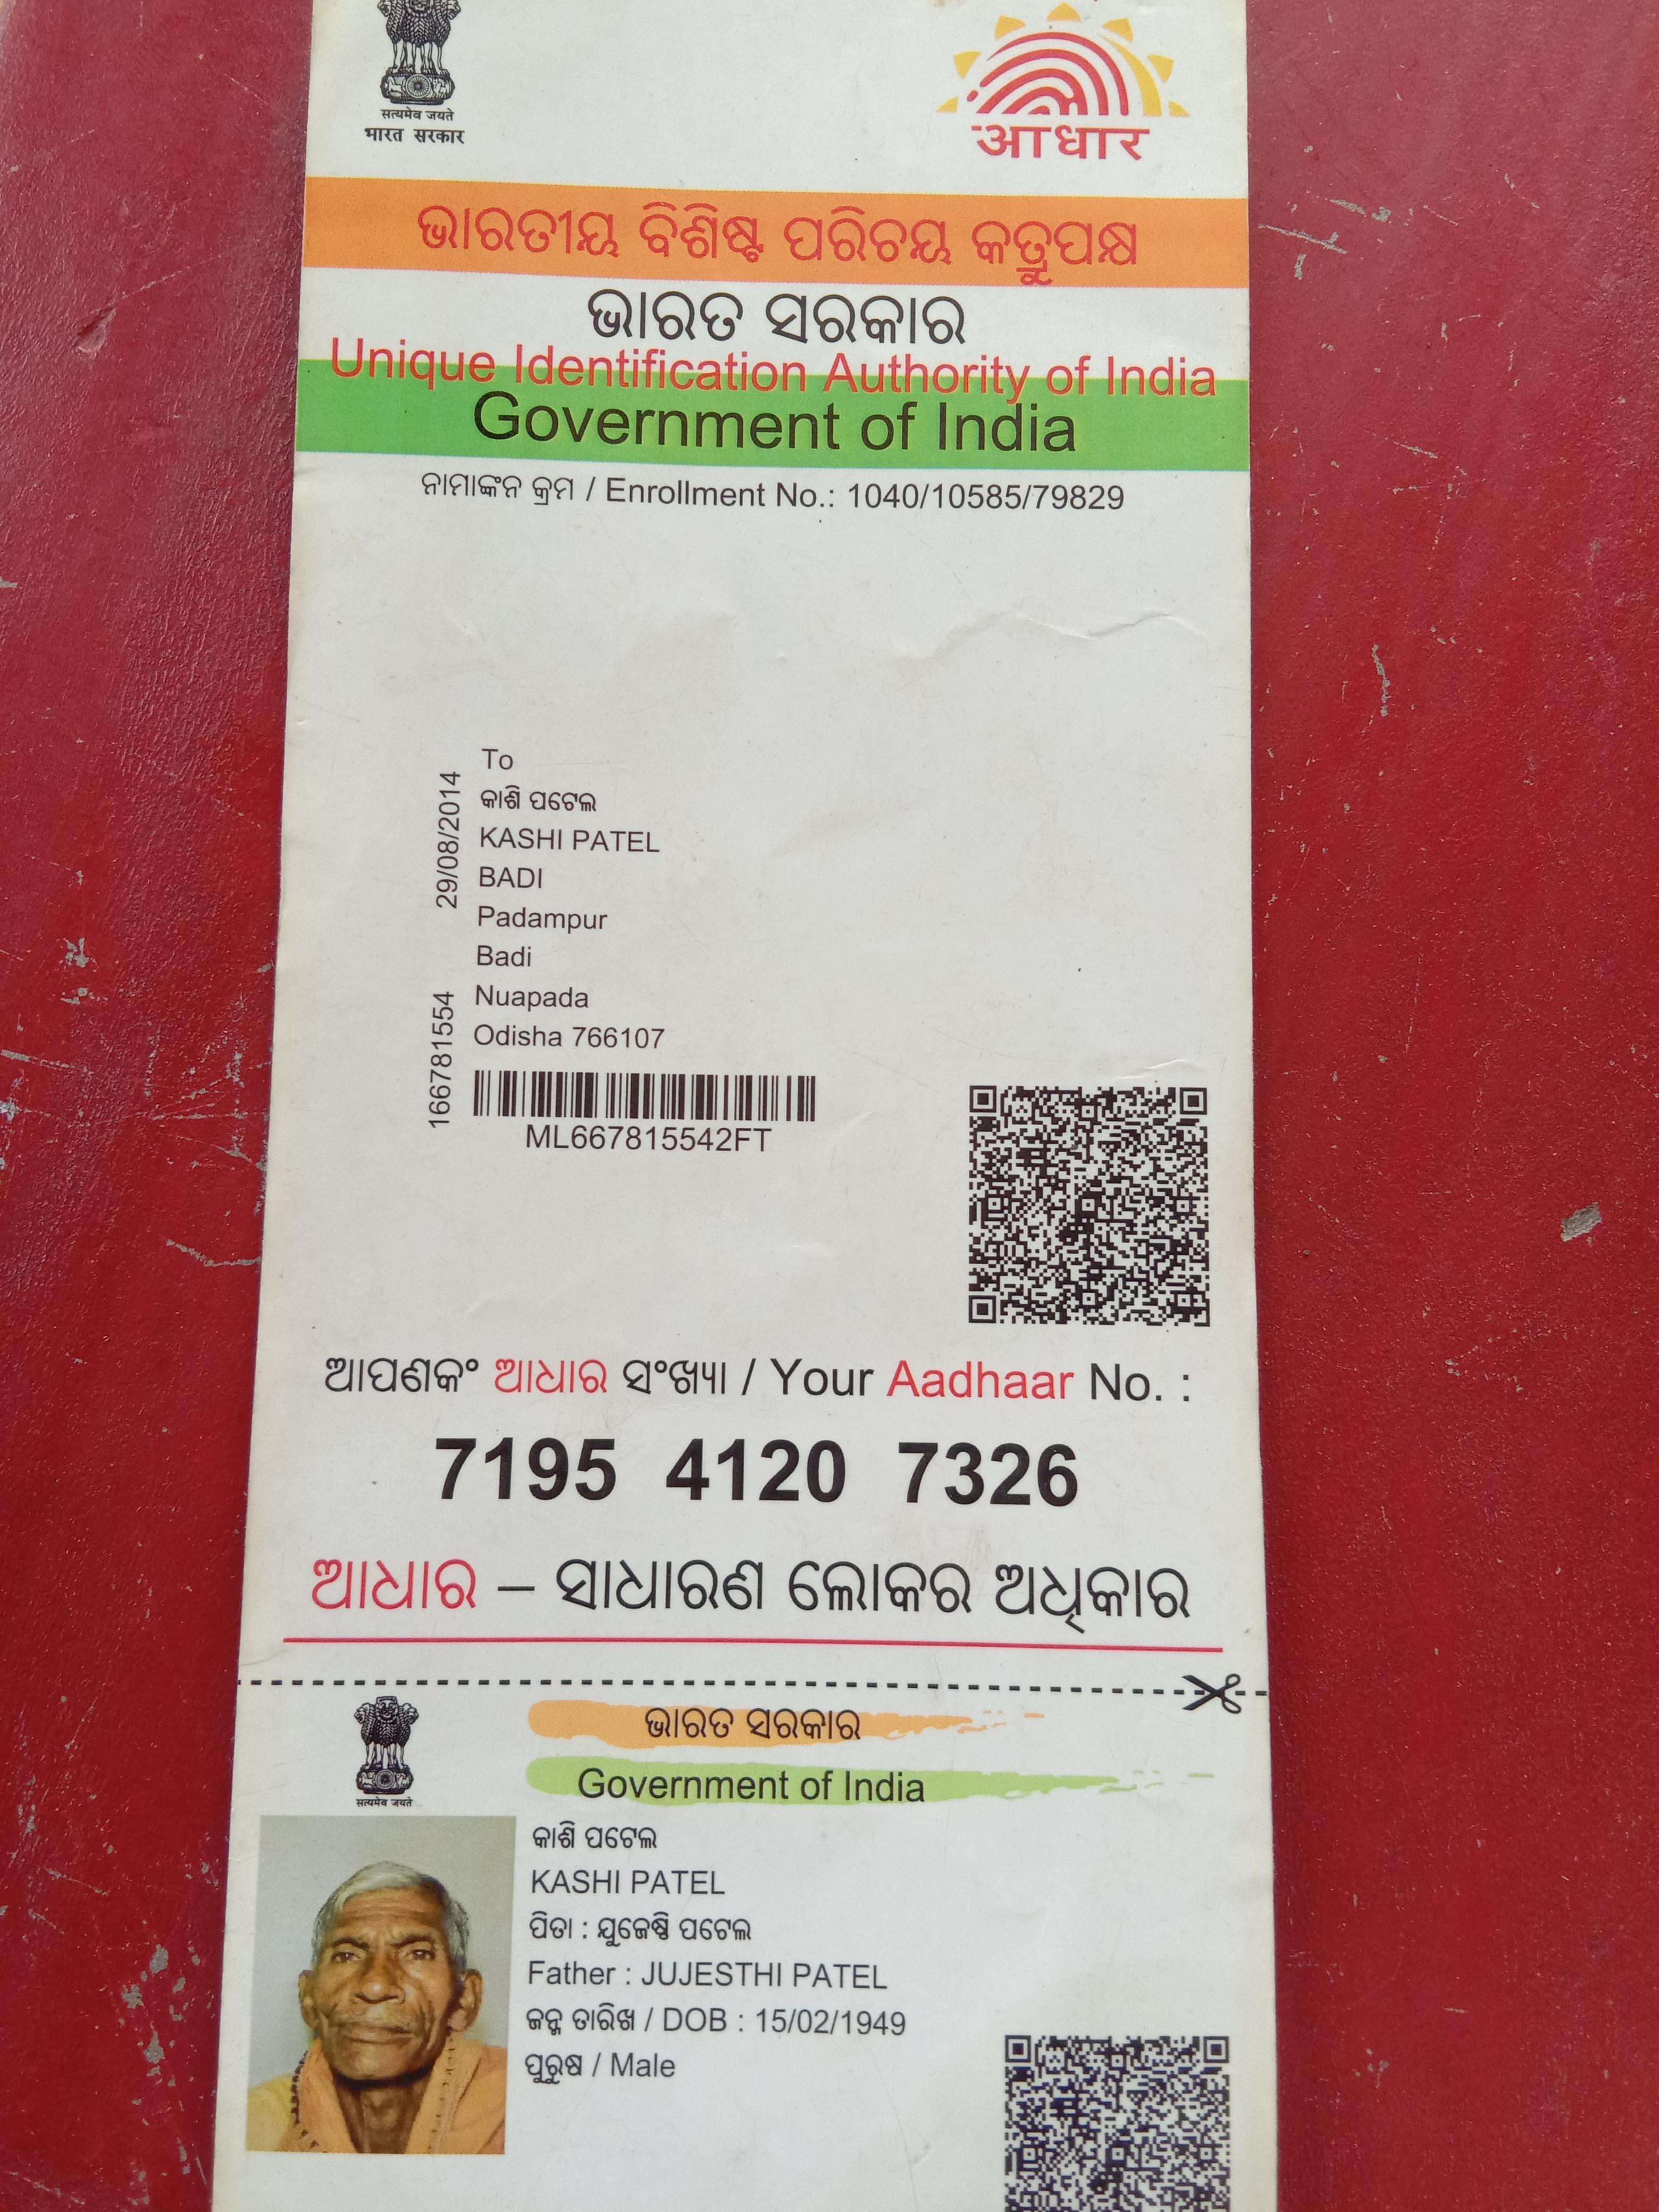 सत्यमेव जयते
भारत सरकार
आधार
ଭାରତୀୟ ବିଶିଷ୍ଟ ପରିଚୟ କତ୍ରୁପକ୍ଷ
ଭାରତ ସରକାର
Unique Identification Authority of India
Government of India
ନାମାଙ୍କନ କ୍ରମ / Enrollment No.: 1040/10585/79829
To
କାଶି ପଟେଲ
KASHI PATEL
BADI
Padampur
Badi
Nuapada
Odisha 766107
29/08/2014
166781554
ML667815542FT
ଆପଣକଂ ଆଧାର ସଂଖ୍ୟା / Your Aadhaar No. :
7195 4120 7326
ଆଧାର – ସାଧାରଣ ଲୋକର ଅଧିକାର
ଭାରତ ସରକାର
Government of India
सत्यमेव जयते
କାଶି ପଟେଲ
KASHI PATEL
ପିତା : ଯୁଜେଷ୍ଠି ପଟେଲ
Father : JUJESTHI PATEL
ଜନ୍ମ ତାରିଖ / DOB : 15/02/1949
ପୁରୁଷ / Male